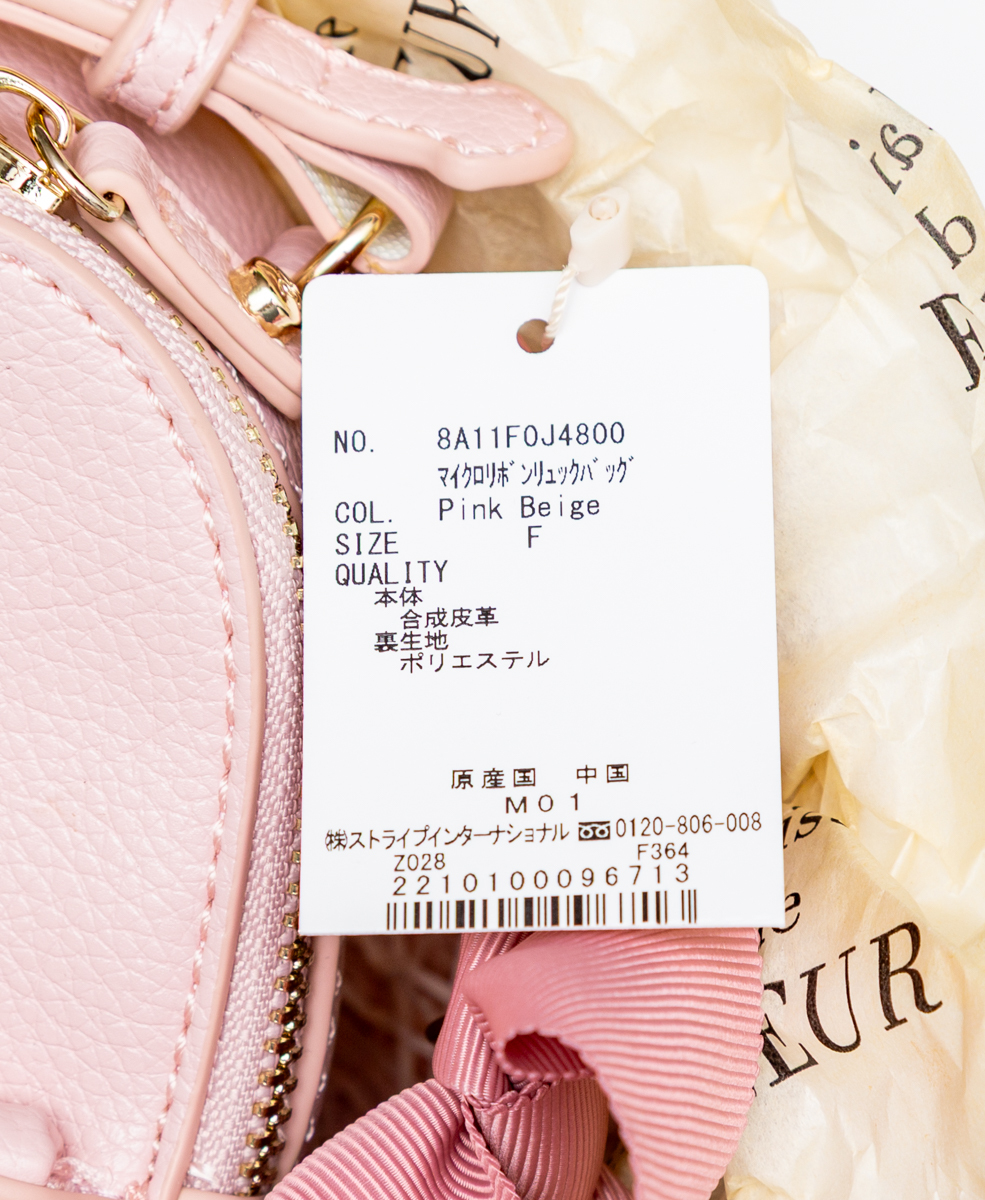 NO. 8A11F0J4800
ﾏｲｸﾛﾘﾎﾞﾝﾘｭｯｸﾊﾞｯｸﾞ
COL. Pink Beige
SIZE F
QUALITY
本体
合成皮革
裏生地
ポリエステル
原産国 中国
M01
㈱ストライプインターナショナル 0120-806-008
Z028 F364
2210100096713
is
b
EUR